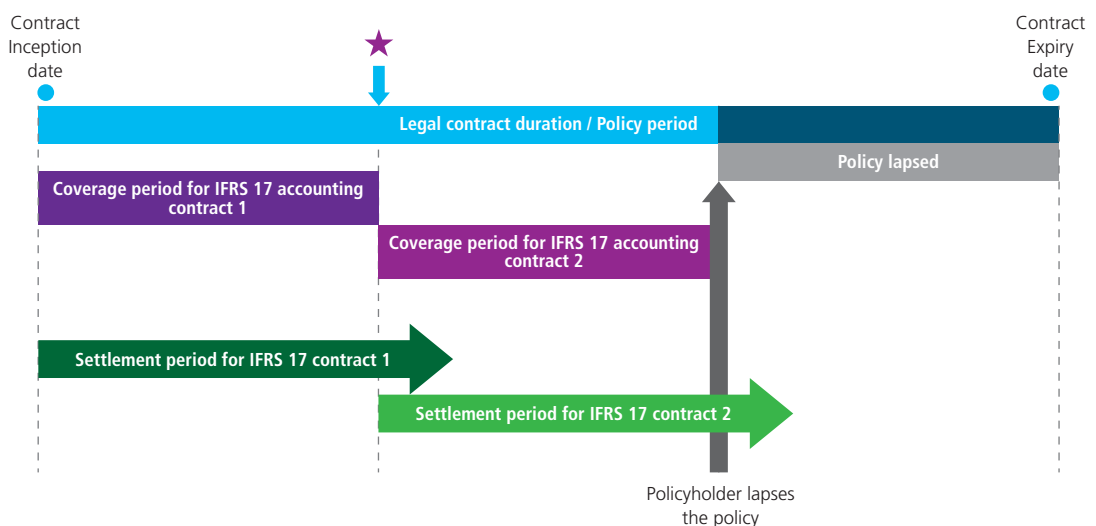 Contract
Inception
date
Contract
Expiry
date
Legal contract duration / Policy period
Policy lapsed
Coverage period for IFRS 17 accounting
contract 1
Coverage period for IFRS 17 accounting
contract 2
Settlement period for IFRS 17 contract 1
Settlement period for IFRS 17 contract 2
Policyholder lapses
the policy